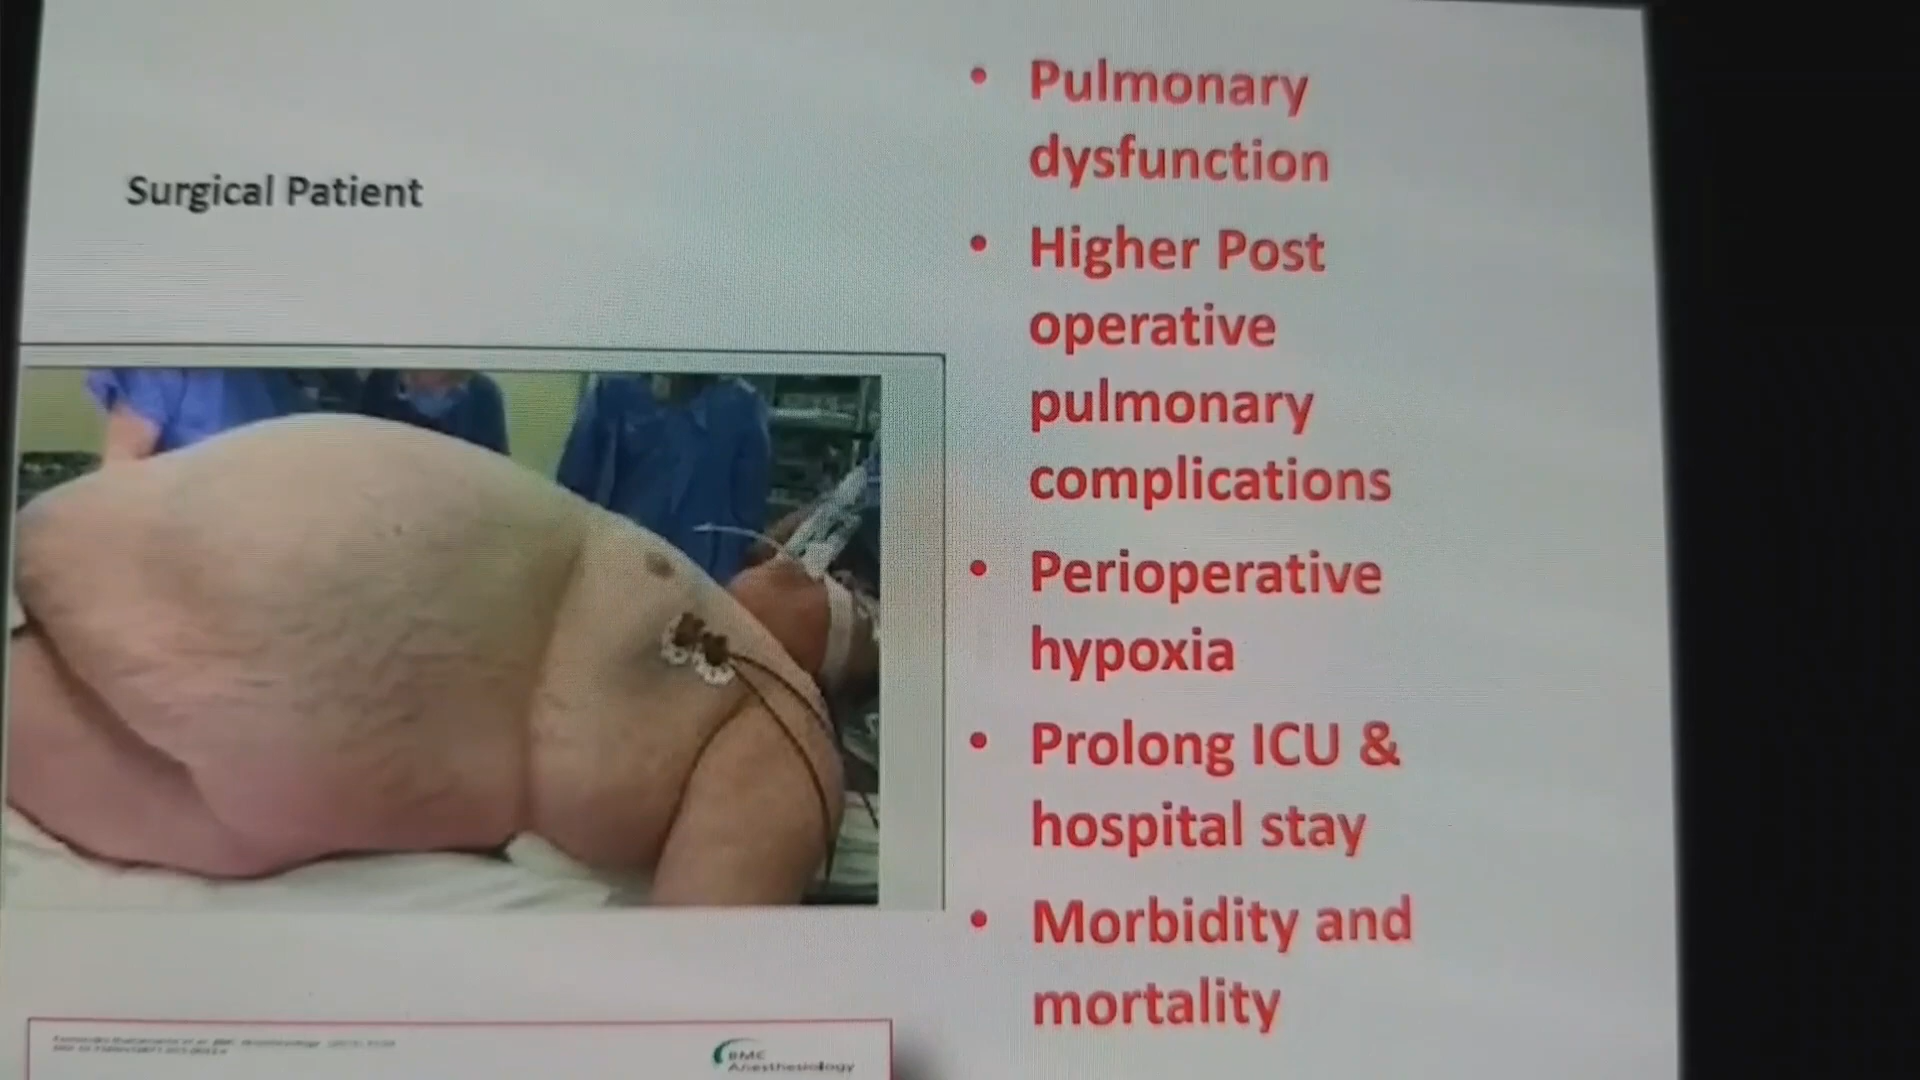 Surgical Patient
• Pulmonary
dysfunction
• Higher Post
operative
pulmonary
complications
• Perioperative
hypoxia
• Prolong ICU &
hospital stay
• Morbidity and
mortality
BMC
Anesthesiology